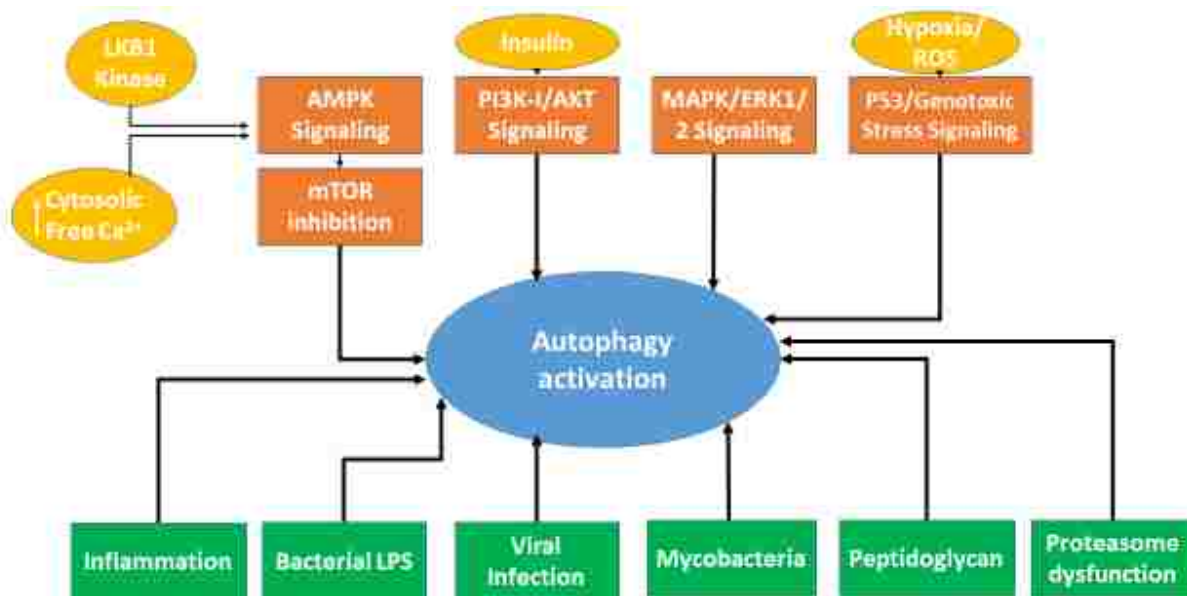 LKB1
Kinase
Insulin
Hypoxia/
ROS
AMPK
Signaling
PI3K-I/AKT
Signaling
MAPK/ERK1/
2 Signaling
P53/Genotoxic
Stress Signaling
↑Cytosolic
Free Ca²⁺
mTOR
inhibition
Autophagy
activation
Inflammation
Bacterial LPS
Viral
Infection
Mycobacteria
Peptidoglycan
Proteasome
dysfunction